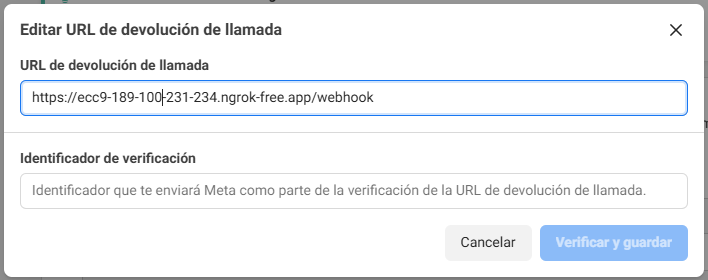 Editar URL de devolución de llamada
URL de devolución de llamada
https://ecc9-189-100-231-234.ngrok-free.app/webhook
Identificador de verificación
Identificador que te enviará Meta como parte de la verificación de la URL de devolución de llamada.
Cancelar
Verificar y guardar